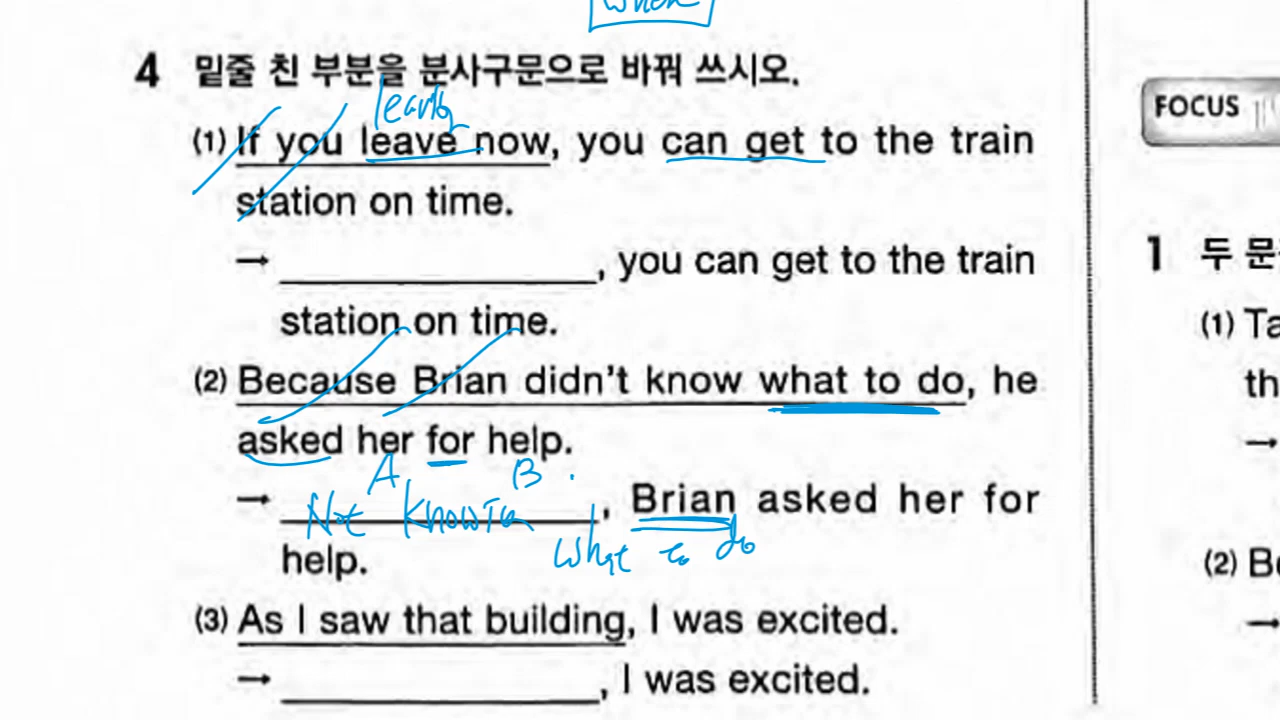 when
4 밑줄 친 부분을 분사구문으로 바꿔 쓰시오.
leaving
(1) If you leave now, you can get to the train
station on time.
→ ____________, you can get to the train
station on time.
(2) Because Brian didn't know what to do, he
asked her for help.
A B
→ Not knowing, Brian asked her for
what to do
help.
(3) As I saw that building, I was excited.
→ ____________, I was excited.
FOCUS
1 두
(1)
th
→
(2)
→